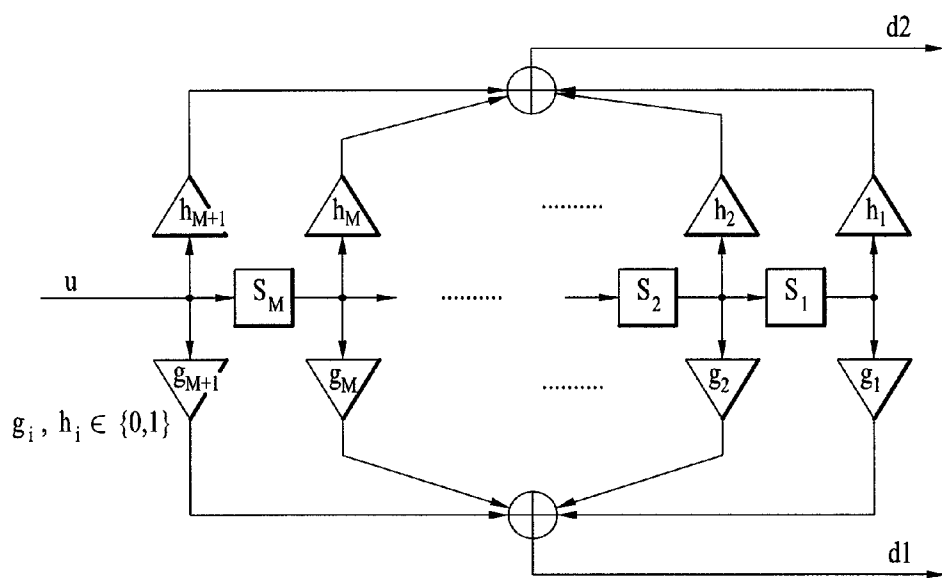 d2
h_{M+1} h_M ......... h_2 h_1
u S_M ......... S_2 S_1
g_{M+1} g_M ......... g_2 g_1
g_i , h_i ∈ {0,1}
d1